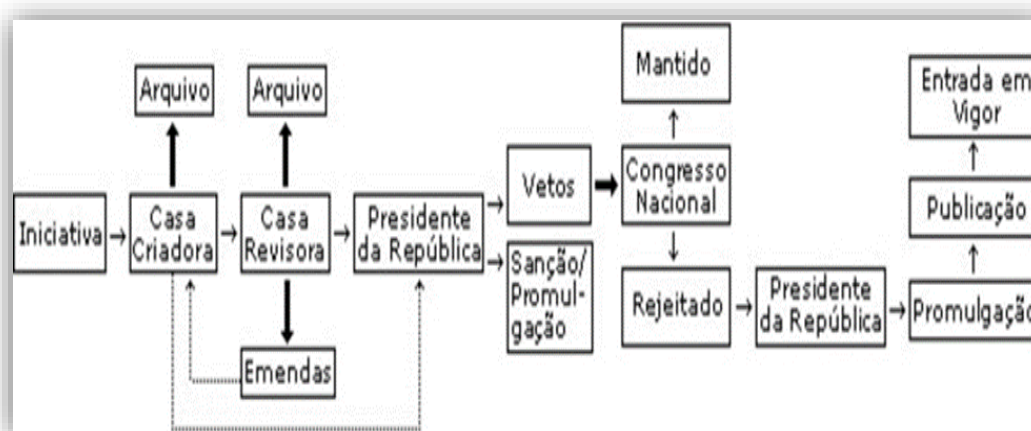 Arquivo
Arquivo
Iniciativa
Casa
Criadora
Casa
Revisora
Presidente
da República
Emendas
Vetos
Sanção/
Promul-
gação
Mantido
Congresso
Nacional
Rejeitado
Presidente
da República
Promulgação
Publicação
Entrada em
Vigor